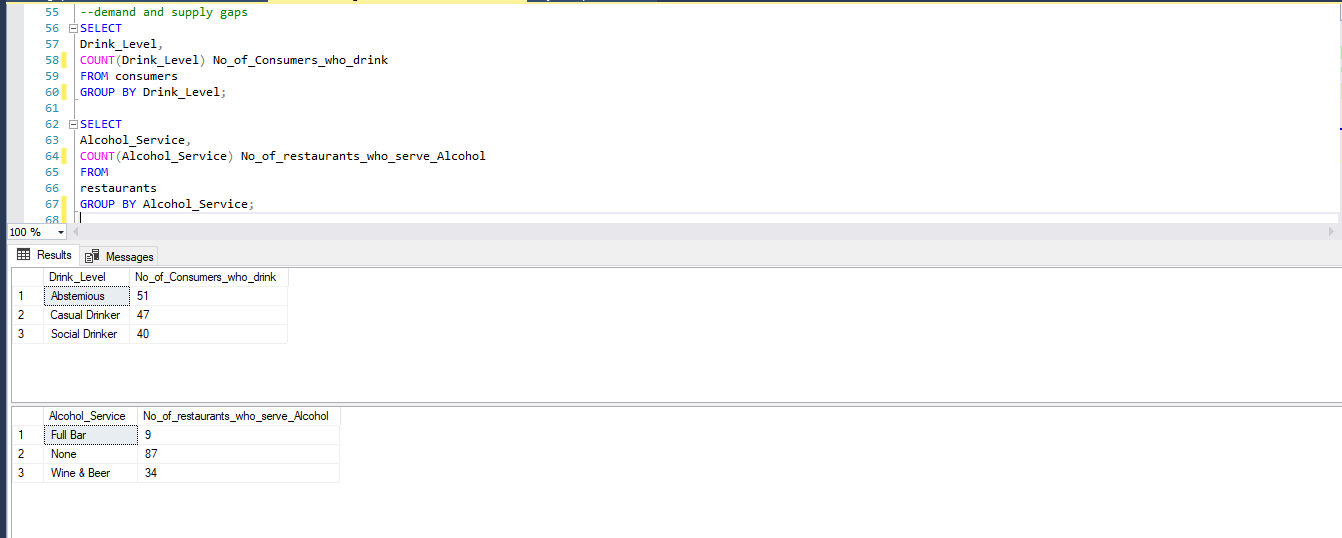 55 --demand and supply gaps
56 SELECT
57 Drink_Level,
58 COUNT(Drink_Level) No_of_Consumers_who_drink
59 FROM consumers
60 GROUP BY Drink_Level;
61
62 SELECT
63 Alcohol_Service,
64 COUNT(Alcohol_Service) No_of_restaurants_who_serve_Alcohol
65 FROM
66 restaurants
67 GROUP BY Alcohol_Service;
68
100 %
Results Messages
Drink_Level No_of_Consumers_who_drink
1 Abstemious 51
2 Casual Drinker 47
3 Social Drinker 40
Alcohol_Service No_of_restaurants_who_serve_Alcohol
1 Full Bar 9
2 None 87
3 Wine & Beer 34